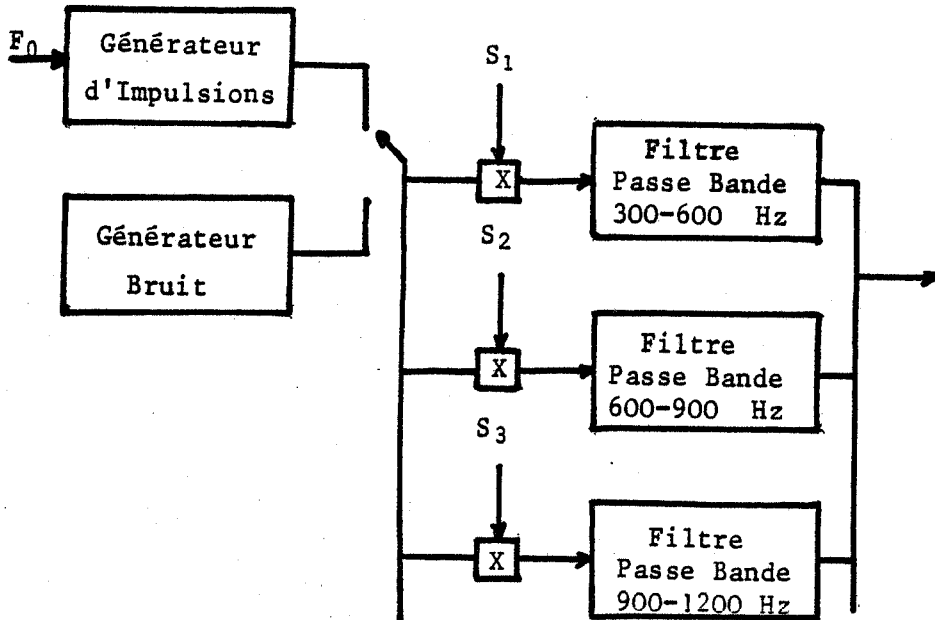 F0
Générateur
d'Impulsions
Générateur
Bruit
S1
X
Filtre
Passe Bande
300-600 Hz
S2
X
Filtre
Passe Bande
600-900 Hz
S3
X
Filtre
Passe Bande
900-1200 Hz